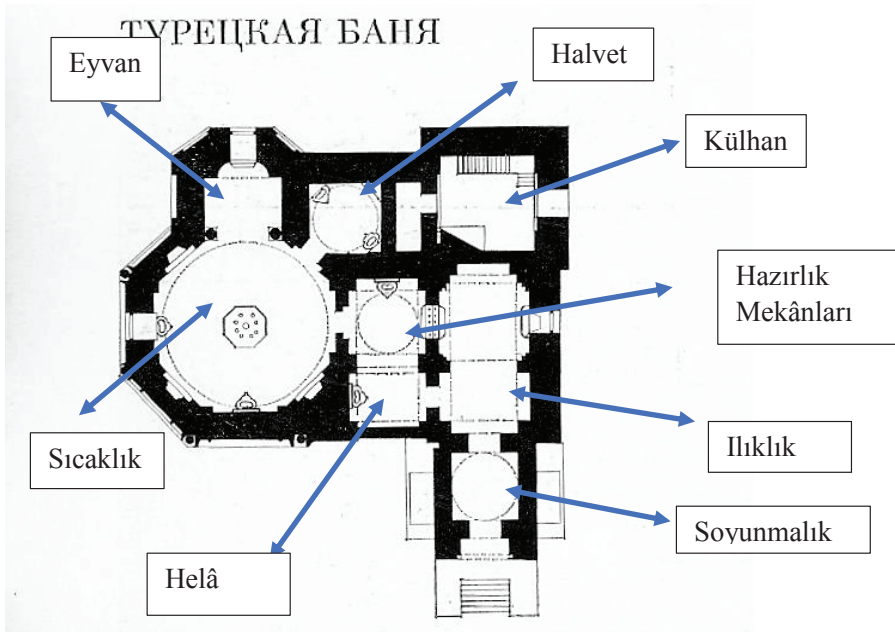 ТУРЕЦКАЯ БАНЯ
Eyvan
Halvet
Külhan
Hazırlık
Mekânları
Sıcaklık
Ilıklık
Soyunmalık
Helâ